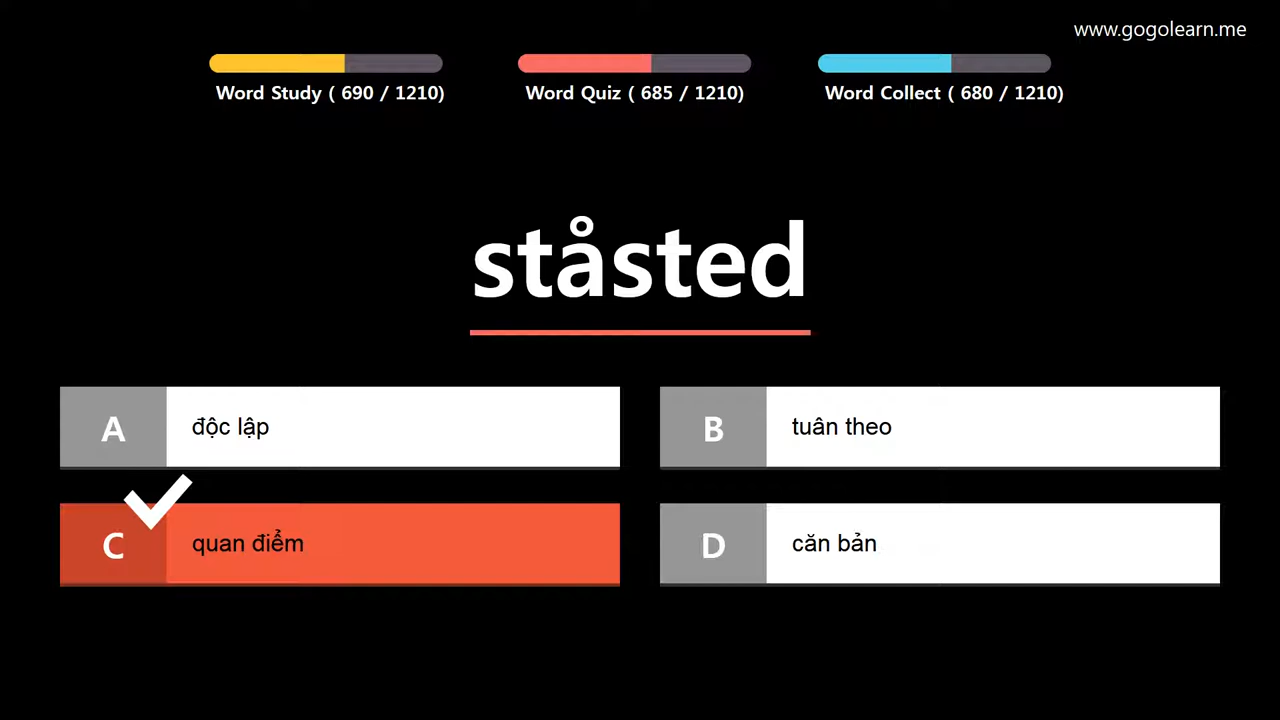 www.gogolearn.me
Word Study ( 690 / 1210)
Word Quiz ( 685 / 1210)
Word Collect ( 680 / 1210)
ståsted
A
độc lập
B
tuân theo
C
quan điểm
D
căn bản